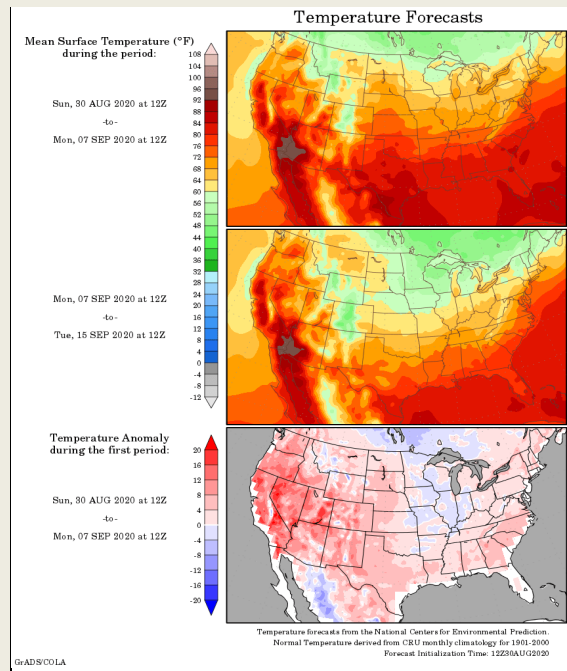 Temperature Forecasts
Mean Surface Temperature (°F)
during the period:
Sun, 30 AUG 2020 at 12Z
-to-
Mon, 07 SEP 2020 at 12Z
108
104
100
96
92
88
84
80
76
72
68
64
60
56
52
48
44
40
36
32
28
24
20
16
12
8
4
0
-4
-8
-12
Mon, 07 SEP 2020 at 12Z
-to-
Tue, 15 SEP 2020 at 12Z
Temperature Anomaly
during the first period:
Sun, 30 AUG 2020 at 12Z
-to-
Mon, 07 SEP 2020 at 12Z
20
16
12
8
4
0
-4
-8
-12
-16
-20
Temperature forecasts from the National Centers for Environmental Prediction.
Normal Temperature derived from CRU monthly climatology for 1901-2000
Forecast Initialization Time: 12Z30AUG2020
GrADS/COLA